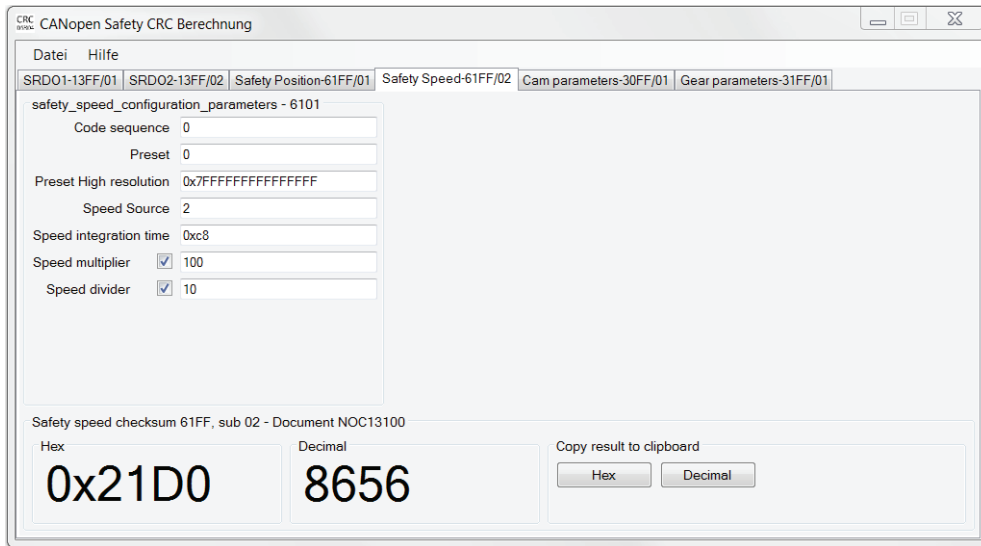 CANopen Safety CRC Berechnung
Datei Hilfe
SRDO1-13FF/01 SRDO2-13FF/02 Safety Position-61FF/01 Safety Speed-61FF/02 Cam parameters-30FF/01 Gear parameters-31FF/01
safety_speed_configuration_parameters - 6101
Code sequence 0
Preset 0
Preset High resolution 0x7FFFFFFFFFFFFFFF
Speed Source 2
Speed integration time 0xc8
Speed multiplier 100
Speed divider 10
Safety speed checksum 61FF, sub 02 - Document NOC13100
Hex Decimal Copy result to clipboard
0x21D0 8656 Hex Decimal